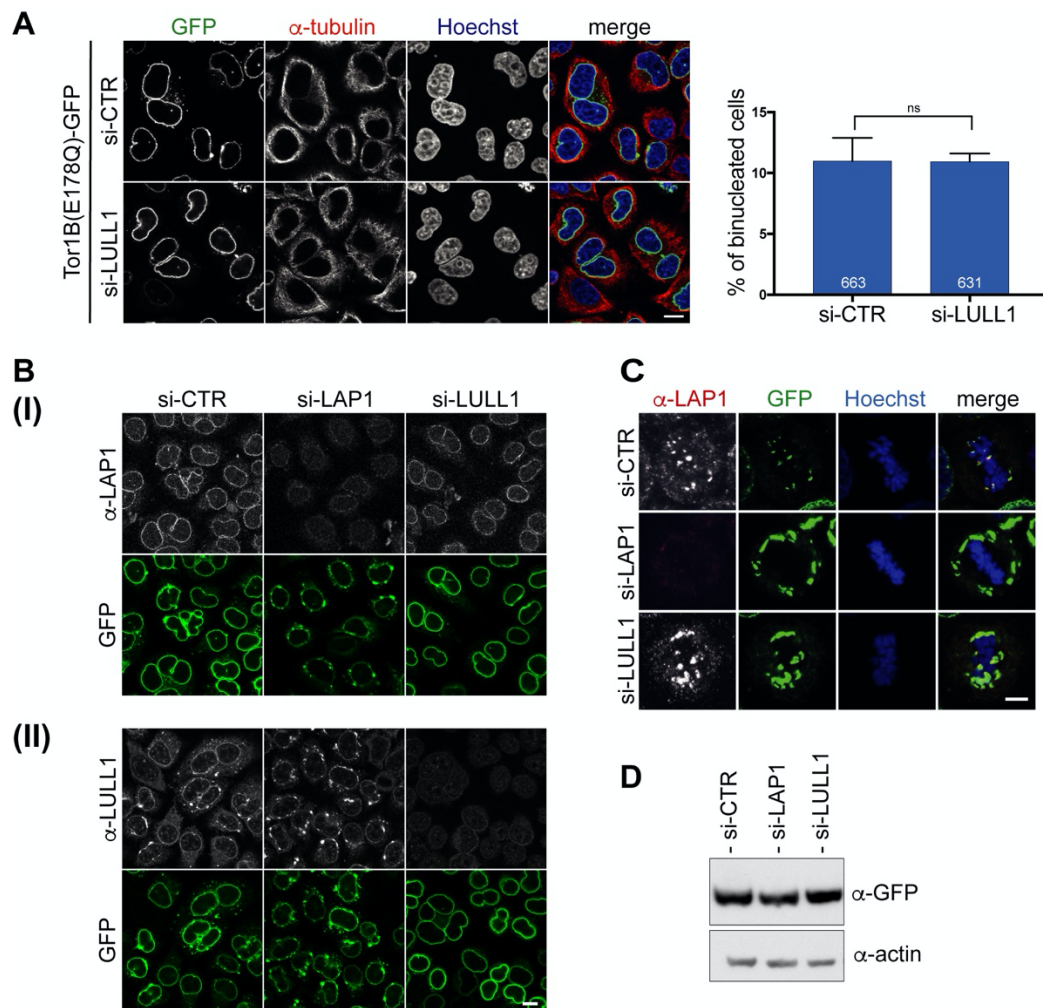 A
GFP α-tubulin Hoechst merge
Tor1B(E178Q)-GFP
si-CTR
si-LULL1
% of binucleated cells
15
10
5
0
ns
663 631
si-CTR si-LULL1
B
(I)
si-CTR si-LAP1 si-LULL1
α-LAP1
GFP
(II)
α-LULL1
GFP
C
α-LAP1 GFP Hoechst merge
si-CTR
si-LAP1
si-LULL1
D
- si-CTR
- si-LAP1
- si-LULL1
α-GFP
α-actin